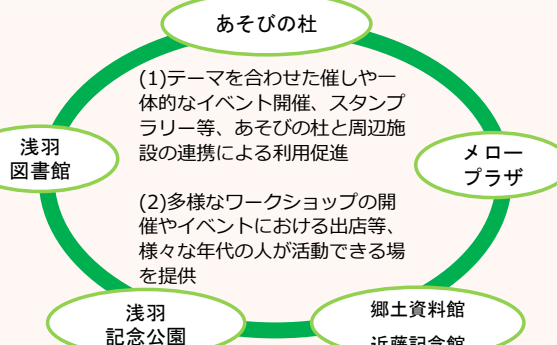 あそびの杜
(1)テーマを合わせた催しや一
体的なイベント開催、スタンプ
ラリー等、あそびの杜と周辺施
設の連携による利用促進
浅羽
図書館
メロー
プラザ
(2)多様なワークショップの開
催やイベントにおける出店等、
様々な年代の人が活動できる場
を提供
浅羽
記念公園
郷土資料館
近藤記念館